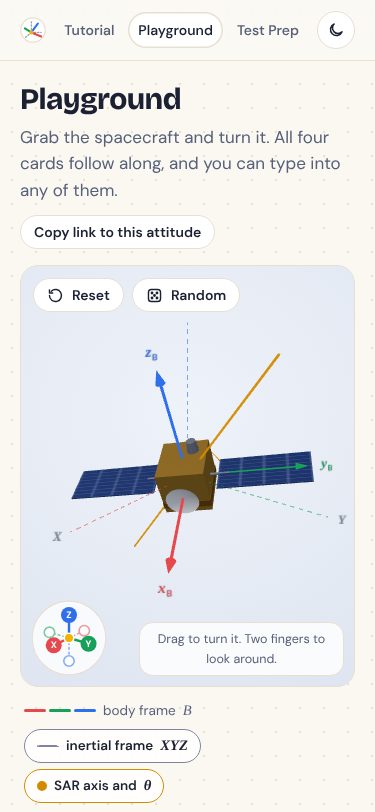 Tutorial Playground Test Prep
Playground
Grab the spacecraft and turn it. All four
cards follow along, and you can type into
any of them.
Copy link to this attitude
Reset Random
zB
yB
X
Y
xB
Z
X Y
Drag to turn it. Two fingers to
look around.
body frame B
inertial frame XYZ
SAR axis and θ